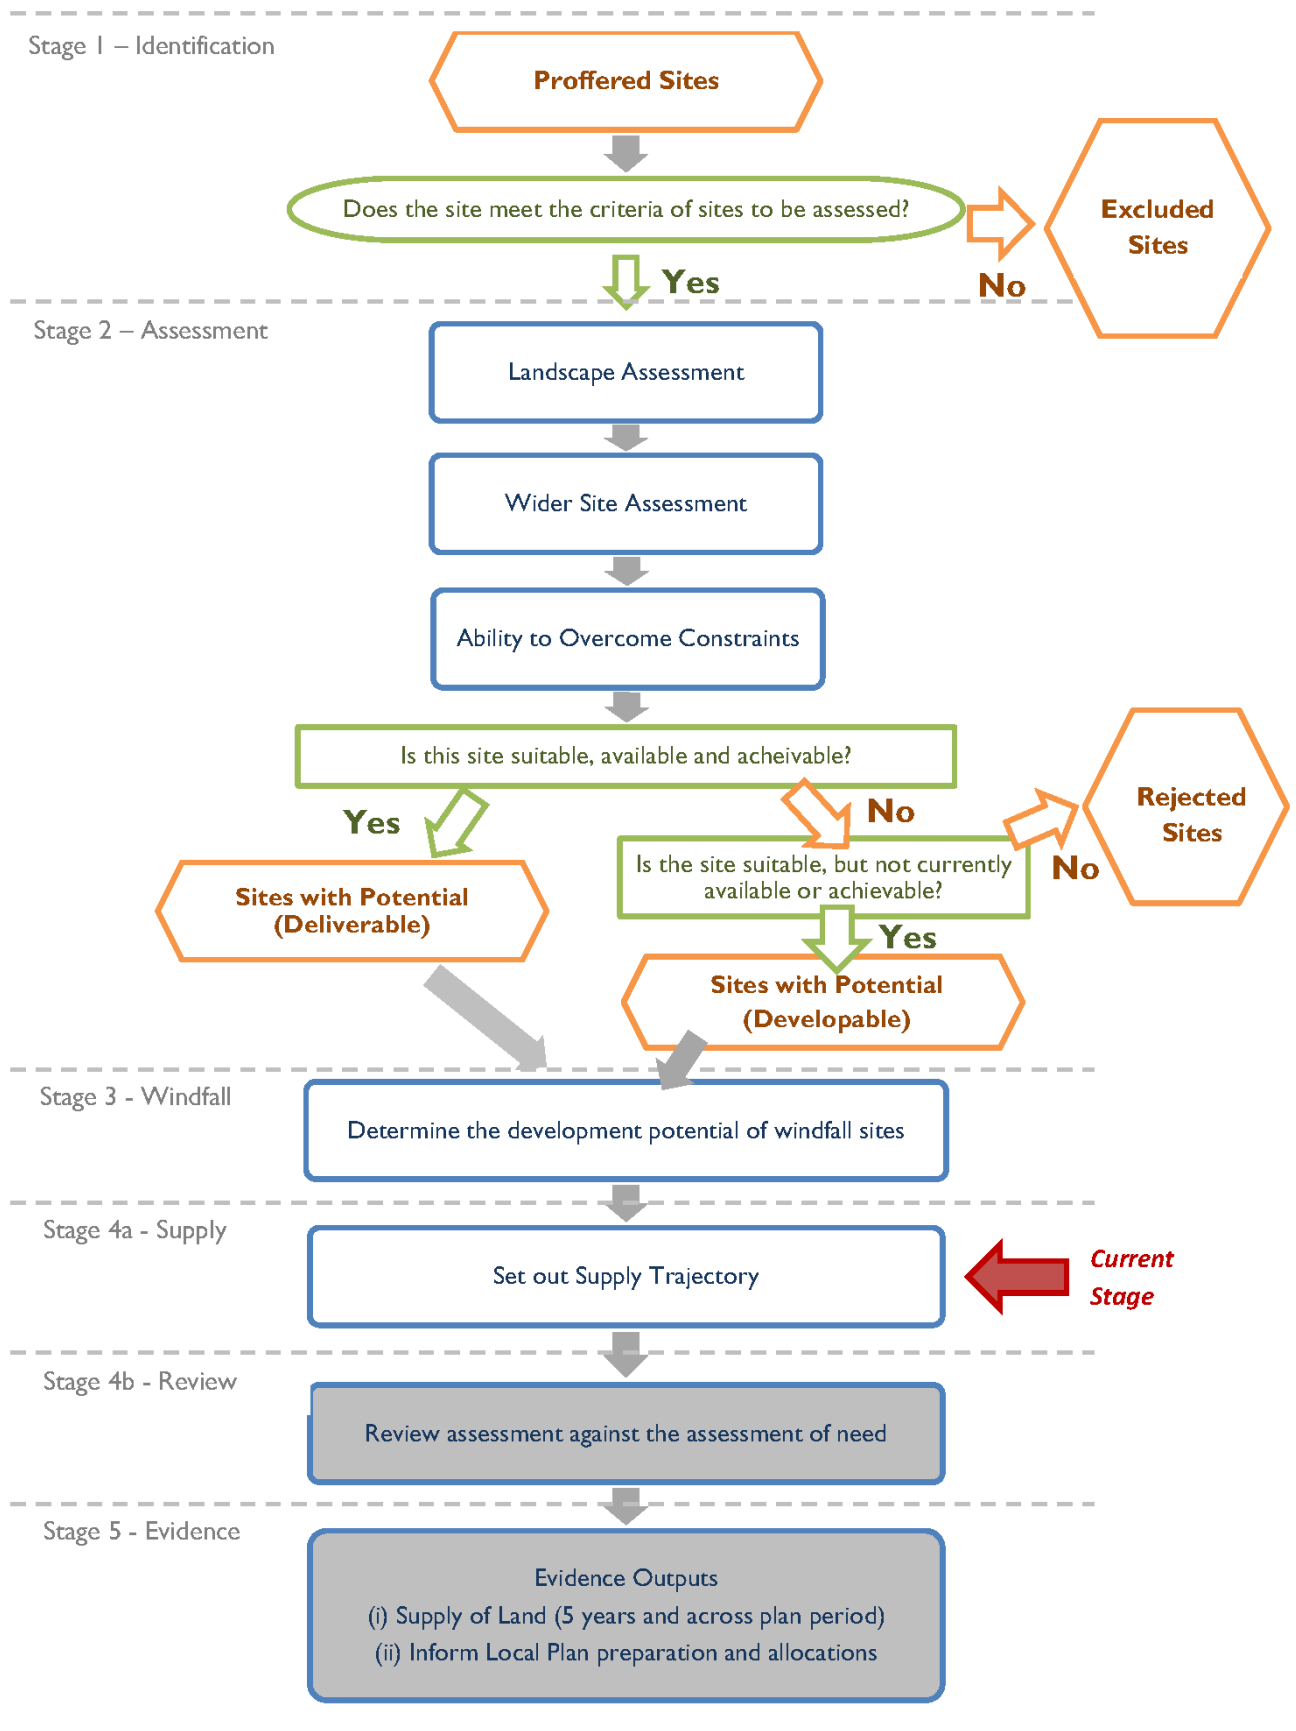 Stage 1 – Identification
Proffered Sites
Does the site meet the criteria of sites to be assessed?
Excluded
Sites
Yes
No
Stage 2 – Assessment
Landscape Assessment
Wider Site Assessment
Ability to Overcome Constraints
Is this site suitable, available and acheivable?
Yes
No
Rejected
Sites
Is the site suitable, but not currently
available or achievable?
No
Sites with Potential
(Deliverable)
Yes
Sites with Potential
(Developable)
Stage 3 - Windfall
Determine the development potential of windfall sites
Stage 4a - Supply
Set out Supply Trajectory
Current
Stage
Stage 4b - Review
Review assessment against the assessment of need
Stage 5 - Evidence
Evidence Outputs
(i) Supply of Land (5 years and across plan period)
(ii) Inform Local Plan preparation and allocations